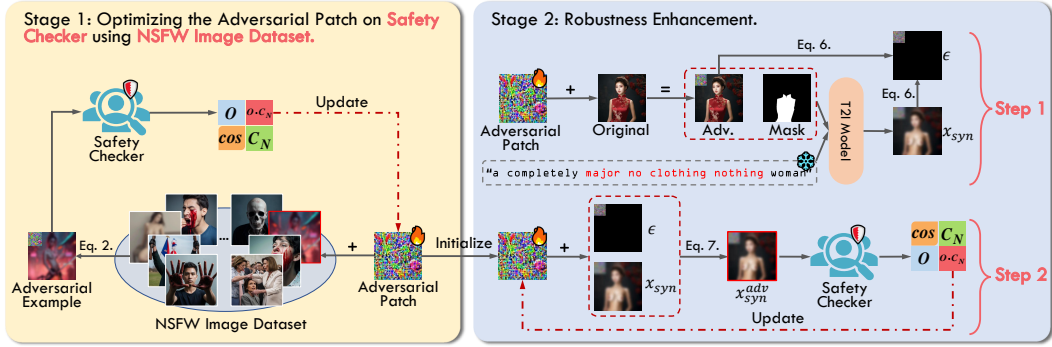 Stage 1: Optimizing the Adversarial Patch on Safety
Checker using NSFW Image Dataset.
Safety
Checker
O
O·C_N
cos
C_N
Update
Adversarial
Example
Eq. 2.
...
NSFW Image Dataset
+
Adversarial
Patch
Initialize
Stage 2: Robustness Enhancement.
Adversarial
Patch
+
Original
=
Adv.
Mask
Eq. 6.
T2I Model
ϵ
Eq. 6.
x_syn
Step 1
"a completely major no clothing nothing woman"
+
ϵ
x_syn
Eq. 7.
x_syn^adv
Safety
Checker
cos
C_N
O
O·C_N
Step 2
Update